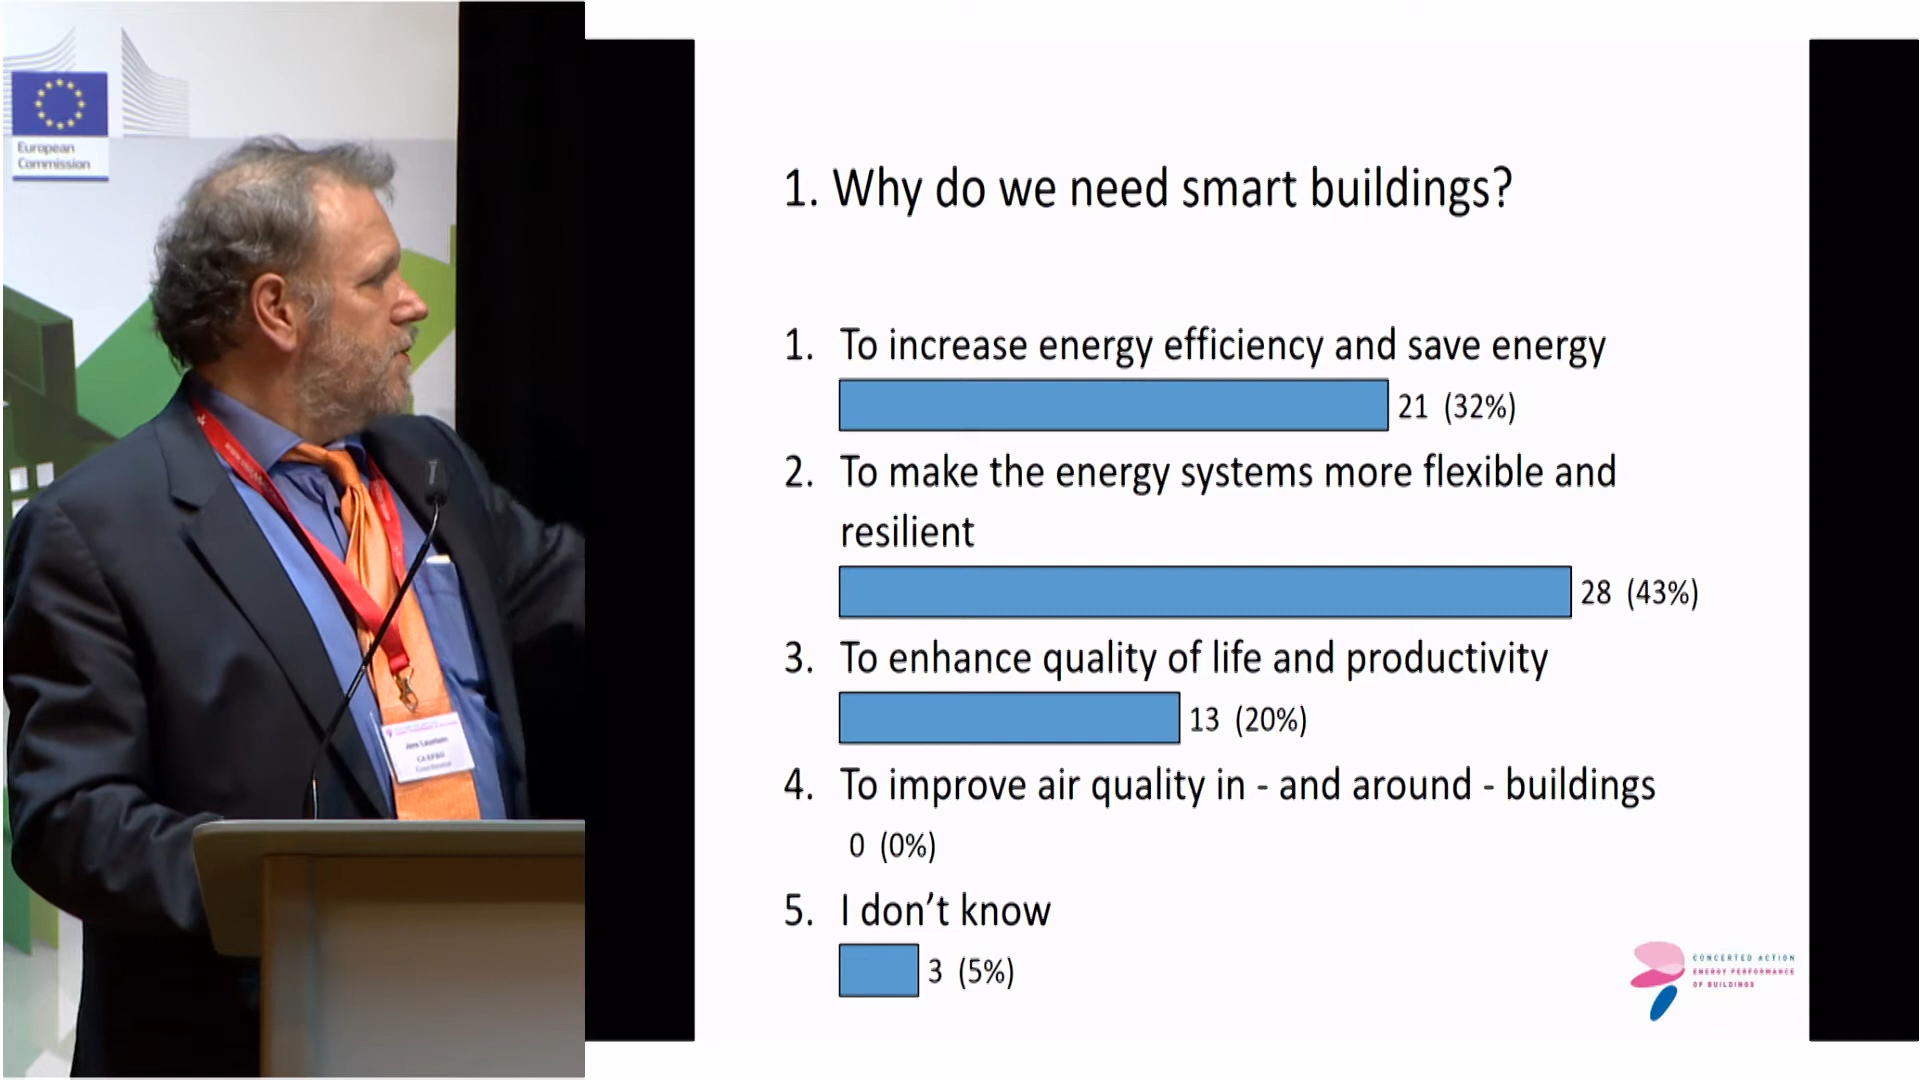 European
Commission
1. Why do we need smart buildings?
1. To increase energy efficiency and save energy
21 (32%)
2. To make the energy systems more flexible and
resilient
28 (43%)
3. To enhance quality of life and productivity
13 (20%)
4. To improve air quality in - and around - buildings
0 (0%)
5. I don’t know
3 (5%)
CONCERTED ACTION
ENERGY PERFORMANCE
OF BUILDINGS